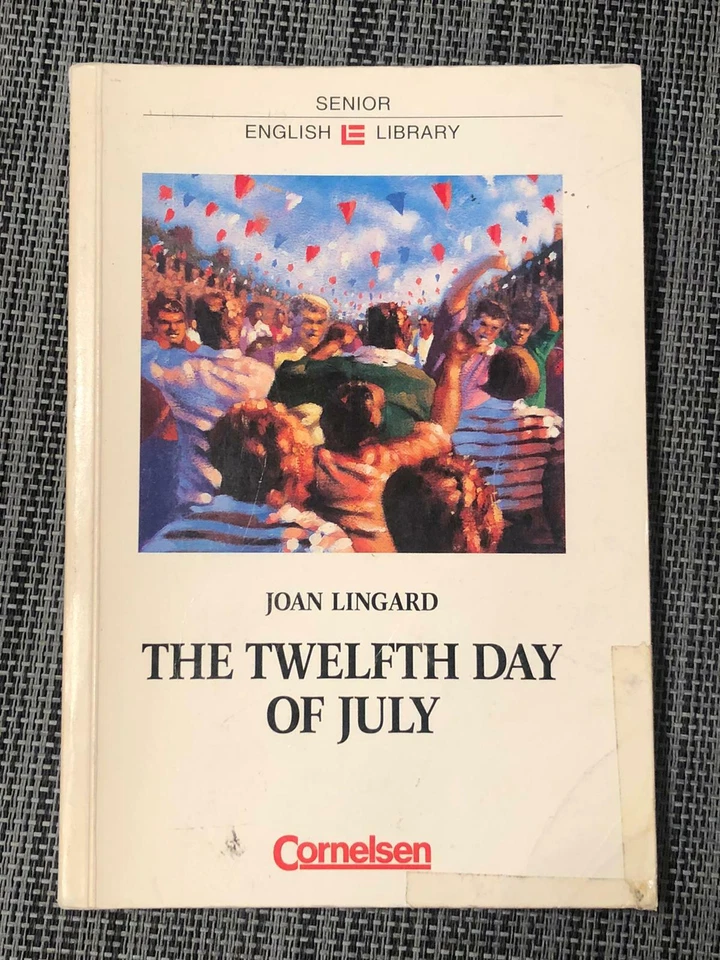 SENIOR
ENGLISH LE LIBRARY
JOAN LINGARD
THE TWELFTH DAY
OF JULY
Cornelsen